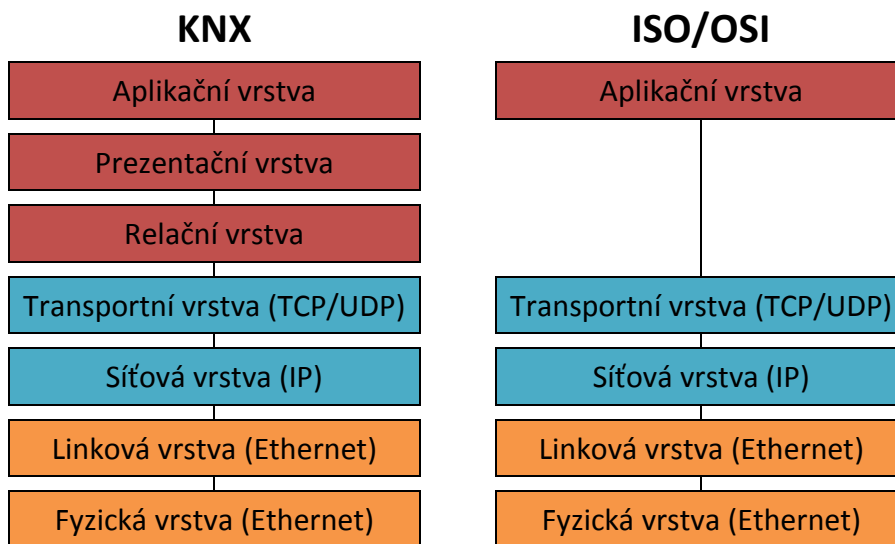 KNX
ISO/OSI
Aplikační vrstva
Aplikační vrstva
Prezentační vrstva
Relační vrstva
Transportní vrstva (TCP/UDP)
Transportní vrstva (TCP/UDP)
Síťová vrstva (IP)
Síťová vrstva (IP)
Linková vrstva (Ethernet)
Linková vrstva (Ethernet)
Fyzická vrstva (Ethernet)
Fyzická vrstva (Ethernet)